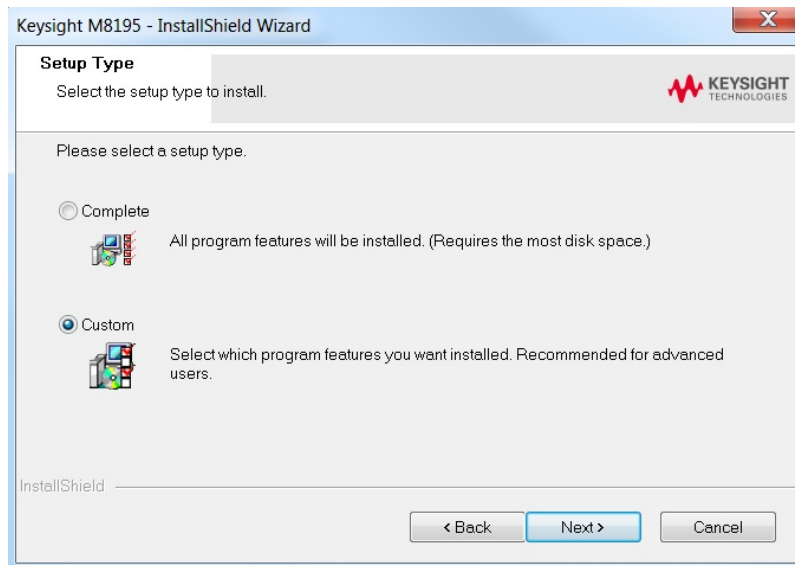 Keysight M8195 - InstallShield Wizard
Setup Type
Select the setup type to install.
KEYSIGHT
TECHNOLOGIES
Please select a setup type.
Complete
All program features will be installed. (Requires the most disk space.)
Custom
Select which program features you want installed. Recommended for advanced
users.
InstallShield
< Back
Next >
Cancel